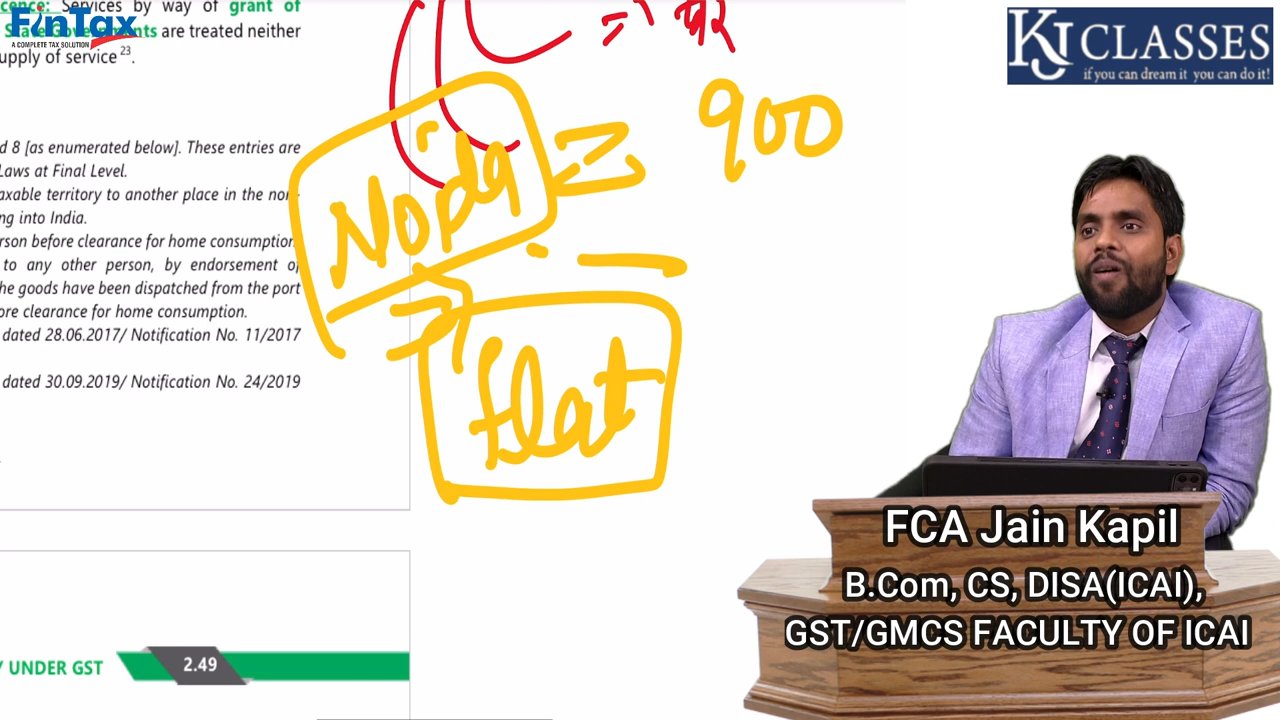 cence: Services by way of grant of
State Governments are treated neither
upply of service 23.
FinTax
A COMPLETE TAX SOLUTION
d 8 [as enumerated below]. These entries are
Laws at Final Level.
axable territory to another place in the non-
ng into India.
rson before clearance for home consumption.
to any other person, by endorsement of
he goods have been dispatched from the port
ore clearance for home consumption.
dated 28.06.2017/ Notification No. 11/2017
dated 30.09.2019/ Notification No. 24/2019
Y UNDER GST
2.49
= 900
Noida
flat
KJ CLASSES
if you can dream it you can do it!
FCA Jain Kapil
B.Com, CS, DISA(ICAI),
GST/GMCS FACULTY OF ICAI